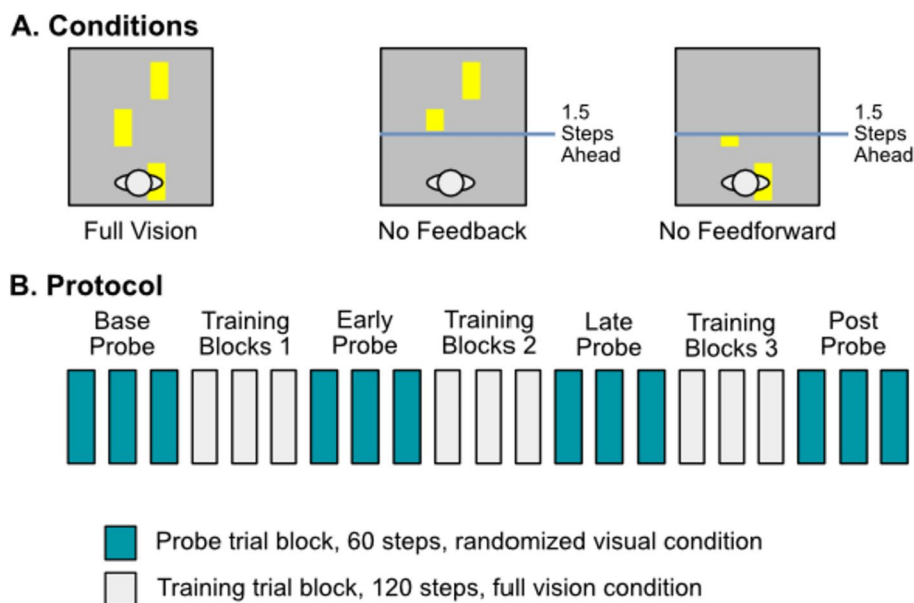 A. Conditions
1.5
Steps
Ahead
1.5
Steps
Ahead
Full Vision
No Feedback
No Feedforward
B. Protocol
Base
Probe
Training
Blocks 1
Early
Probe
Training
Blocks 2
Late
Probe
Training
Blocks 3
Post
Probe
Probe trial block, 60 steps, randomized visual condition
Training trial block, 120 steps, full vision condition